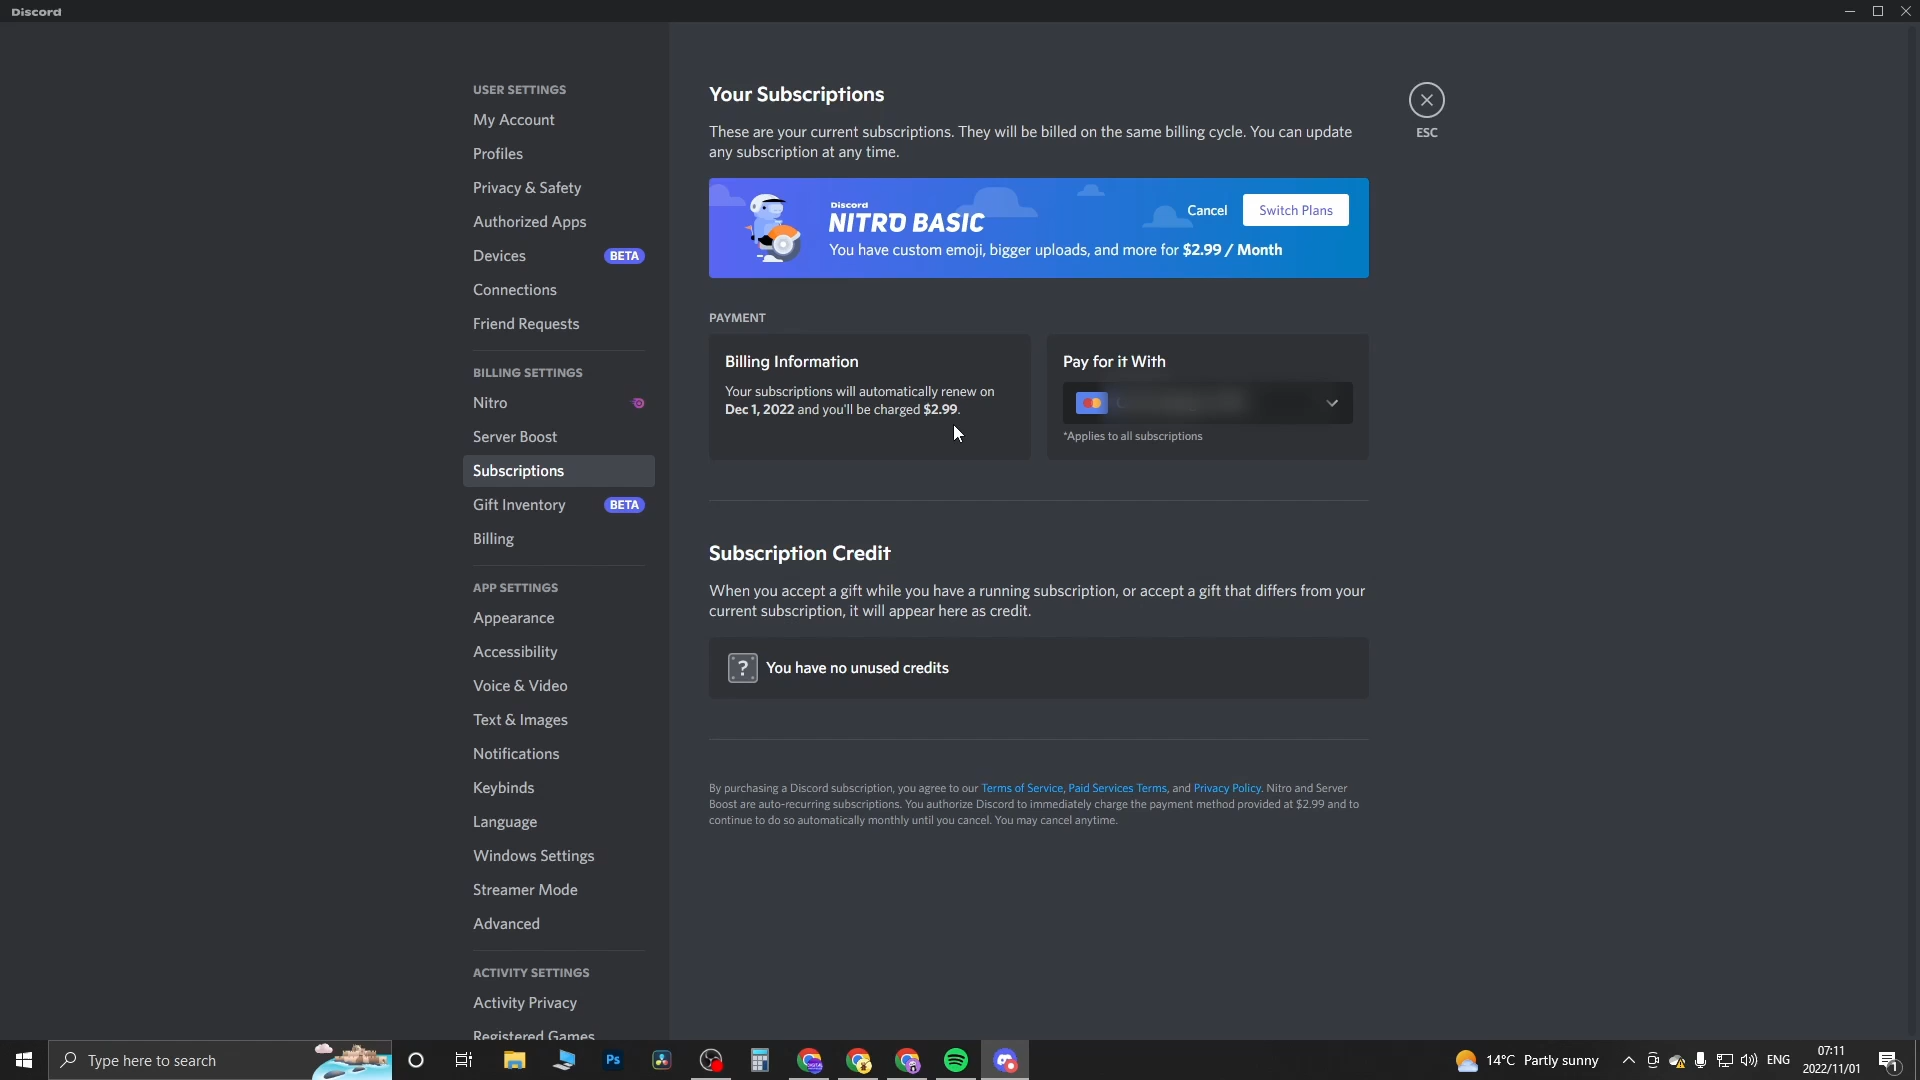 Discord
USER SETTINGS
My Account
Profiles
Privacy & Safety
Authorized Apps
Devices BETA
Connections
Friend Requests
BILLING SETTINGS
Nitro
Server Boost
Subscriptions
Gift Inventory BETA
Billing
APP SETTINGS
Appearance
Accessibility
Voice & Video
Text & Images
Notifications
Keybinds
Language
Windows Settings
Streamer Mode
Advanced
ACTIVITY SETTINGS
Activity Privacy
Registered Games
Your Subscriptions
ESC
These are your current subscriptions. They will be billed on the same billing cycle. You can update
any subscription at any time.
Discord
NITRO BASIC
Cancel Switch Plans
You have custom emoji, bigger uploads, and more for $2.99 / Month
PAYMENT
Billing Information
Your subscriptions will automatically renew on
Dec 1, 2022 and you'll be charged $2.99.
Pay for it With
*Applies to all subscriptions
Subscription Credit
When you accept a gift while you have a running subscription, or accept a gift that differs from your
current subscription, it will appear here as credit.
? You have no unused credits
By purchasing a Discord subscription, you agree to our Terms of Service, Paid Services Terms, and Privacy Policy. Nitro and Server
Boost are auto-recurring subscriptions. You authorize Discord to immediately charge the payment method provided at $2.99 and to
continue to do so automatically monthly until you cancel. You may cancel anytime.
Type here to search
Ps
14°C Partly sunny
ENG
07:11
2022/11/01
1